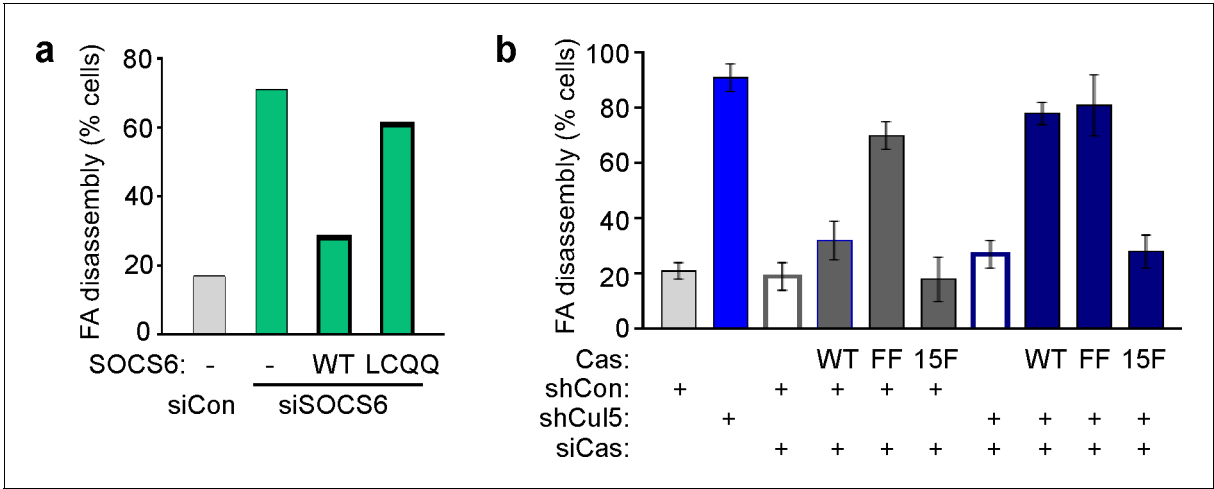 a
FA disassembly (% cells)
80
60
40
20
0
SOCS6: - - WT LCQQ
siCon siSOCS6
b
FA disassembly (% cells)
100
80
60
40
20
0
Cas: WT FF 15F WT FF 15F
shCon: + + + + +
shCul5: + + + + +
siCas: + + + + + + + +